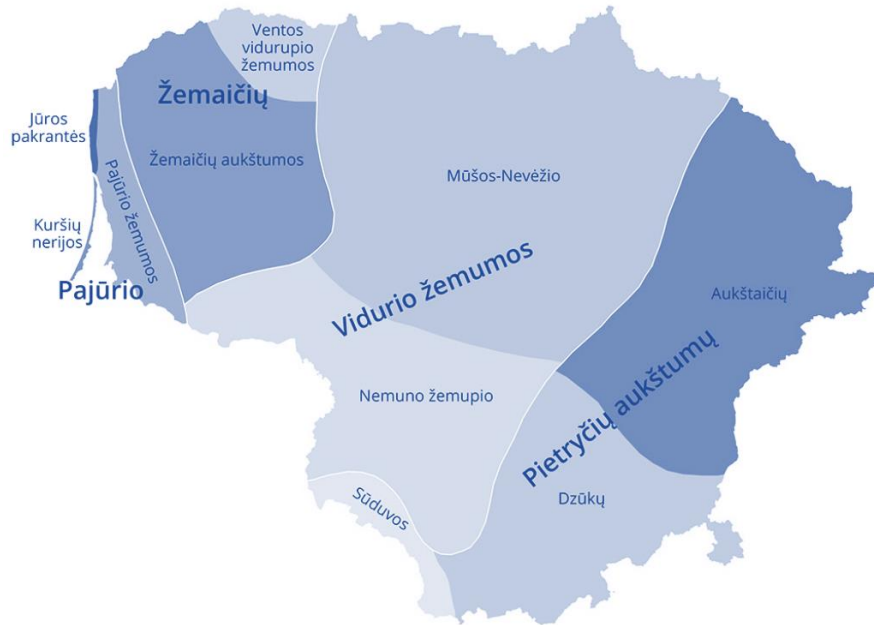 Ventos
vidurupio
žemumos
Žemaičių
Jūros
pakrantės
Žemaičių aukštumos
Pajūrio žemumos
Mūšos-Nevėžio
Kuršių
nerijos
Pajūrio
Vidurio žemumos
Aukštaičių
Nemuno žemupio
Pietryčių aukštumų
Sūduvos
Dzūkų